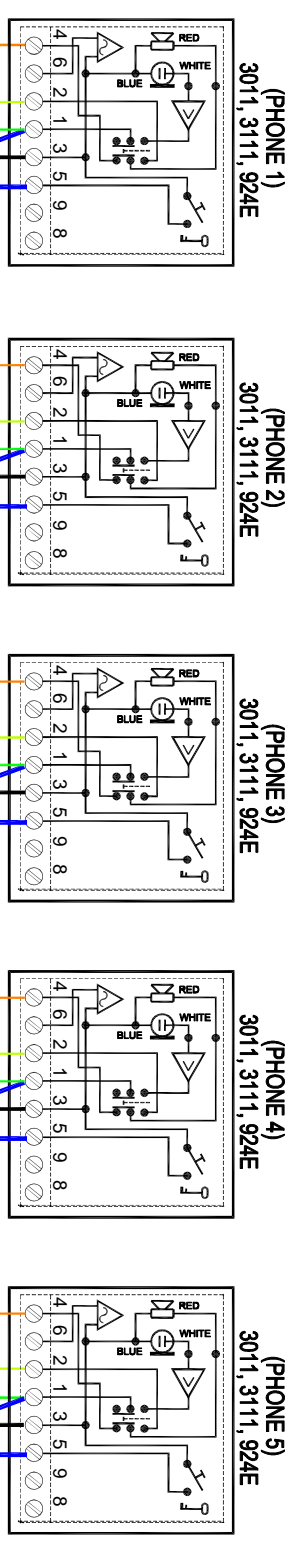 (PHONE 1)
3011, 3111, 924E
RED
WHITE
BLUE
4
6
2
1
3
5
9
8
(PHONE 2)
3011, 3111, 924E
RED
WHITE
BLUE
4
6
2
1
3
5
9
8
(PHONE 3)
3011, 3111, 924E
RED
WHITE
BLUE
4
6
2
1
3
5
9
8
(PHONE 4)
3011, 3111, 924E
RED
WHITE
BLUE
4
6
2
1
3
5
9
8
(PHONE 5)
3011, 3111, 924E
RED
WHITE
BLUE
4
6
2
1
3
5
9
8